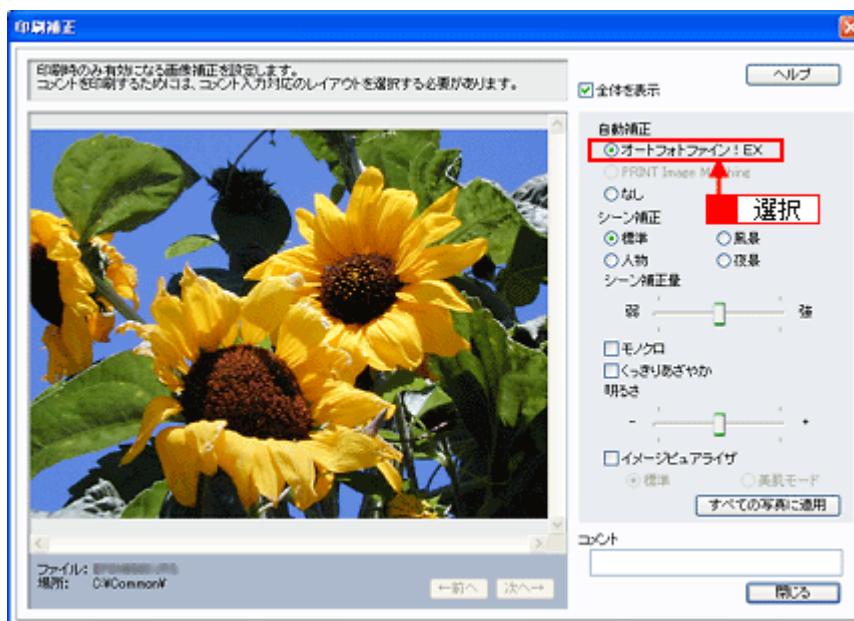 印刷補正
印刷時のみ有効になる画像補正を設定します。
コメントを印刷するためには、コメント入力対応のレイアウトを選択する必要があります。
全体を表示
ヘルプ
自動補正
オートフォトファイン!EX
PRINT Image
なし
選択
シーン補正
標準
風景
人物
夜景
シーン補正量
弱
強
モノクロ
くっきりあざやか
明るさ
-
+
イメージビュアライザ
標準
美肌モード
すべての写真に適用
コメント
閉じる
ファイル:
場所: C:¥Common¥
←前へ
次へ→